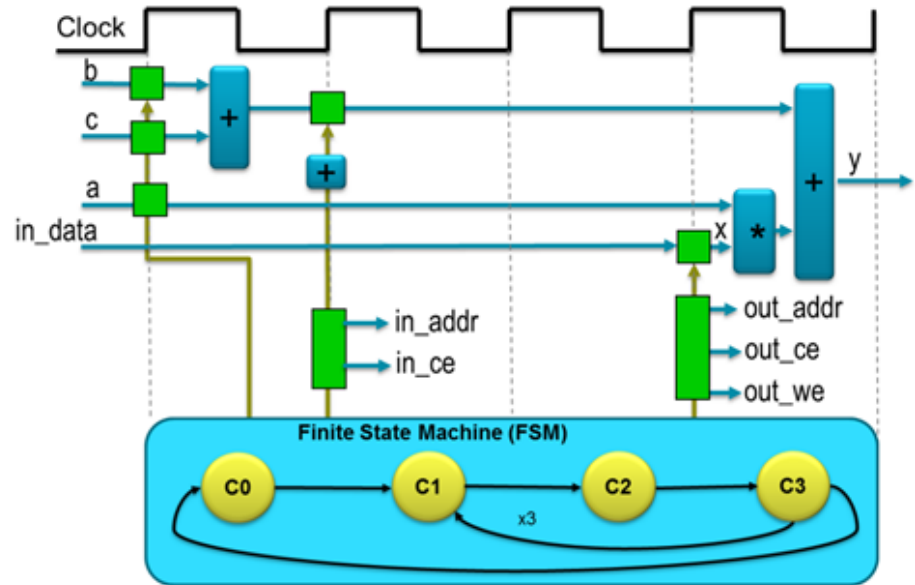 Clock
b
+
c
+
a
y
+
in_data
x
*
in_addr
out_addr
in_ce
out_ce
out_we
Finite State Machine (FSM)
C0 C1 C2 C3
x3